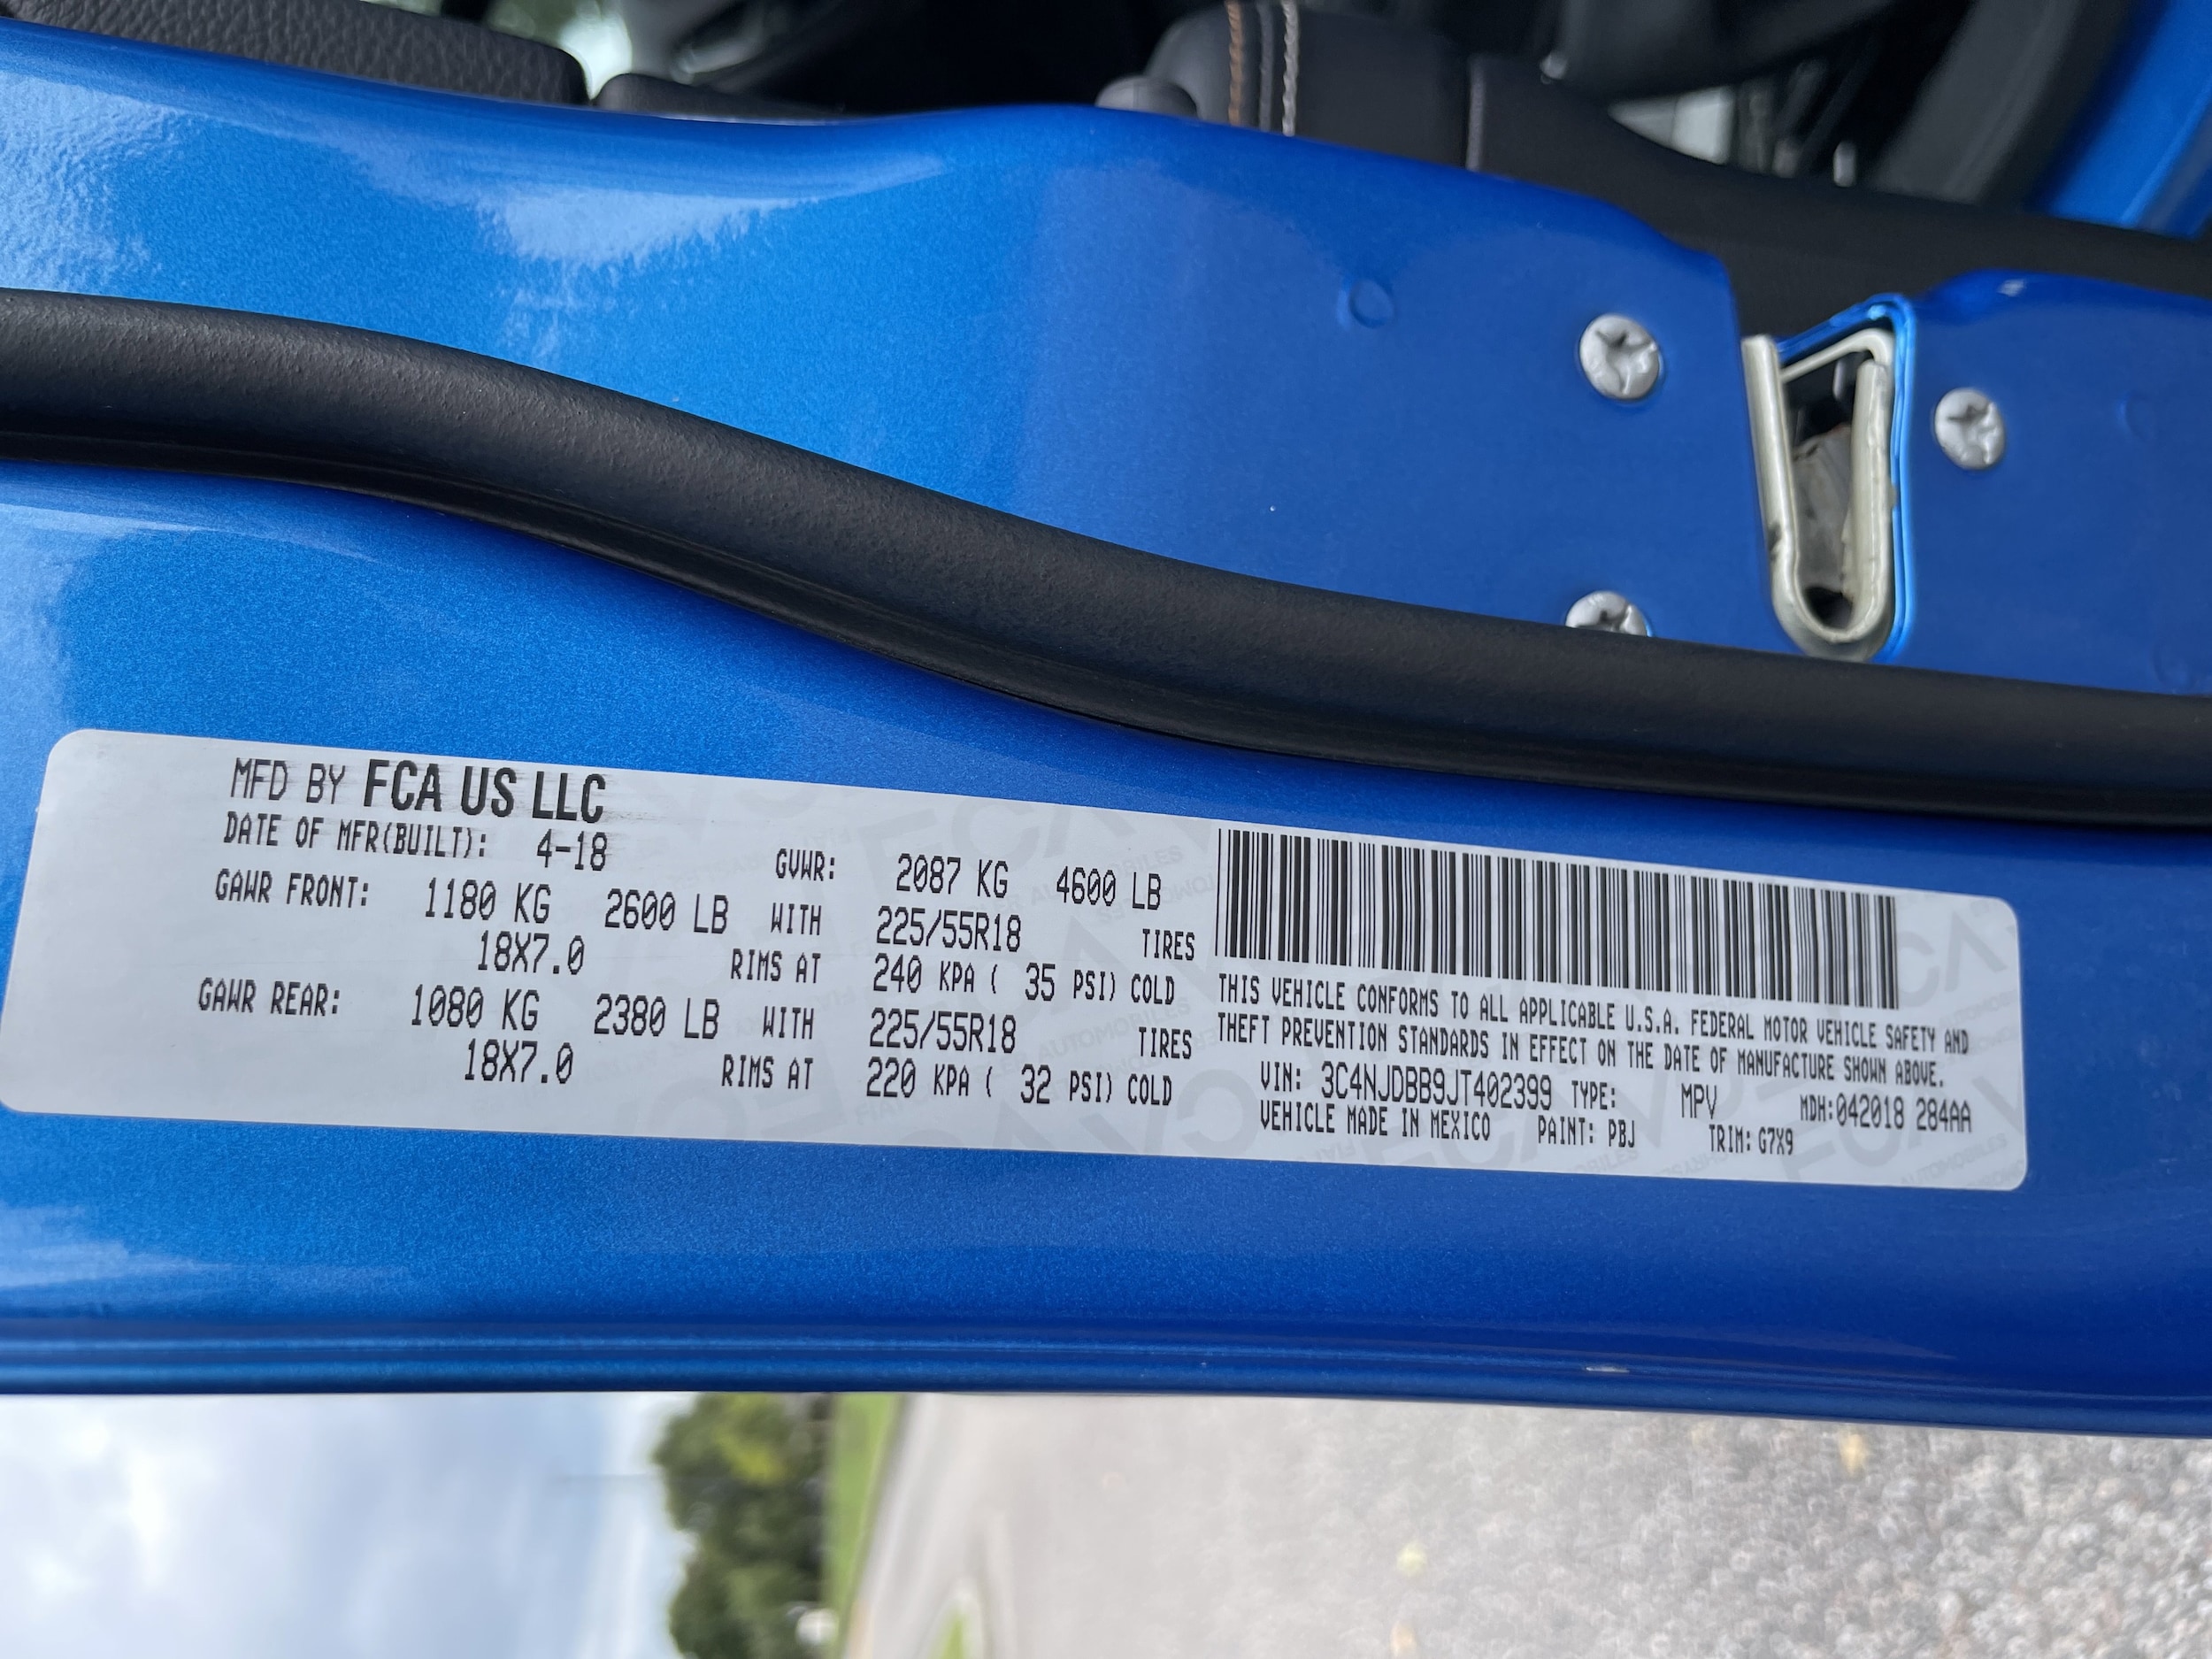 MFD BY FCA US LLC
DATE OF MFR(BUILT): 4-18
GVWR: 2087 KG 4600 LB
GAWR FRONT: 1180 KG 2600 LB WITH 225/55R18 TIRES
18X7.0 RIMS AT 240 KPA ( 35 PSI) COLD
GAWR REAR: 1080 KG 2380 LB WITH 225/55R18 TIRES
18X7.0 RIMS AT 220 KPA ( 32 PSI) COLD
THIS VEHICLE CONFORMS TO ALL APPLICABLE U.S.A. FEDERAL MOTOR VEHICLE SAFETY AND
THEFT PREVENTION STANDARDS IN EFFECT ON THE DATE OF MANUFACTURE SHOWN ABOVE.
VIN: 3C4NJDBB9JT402399 TYPE: MPV MDH:042018 284AA
VEHICLE MADE IN MEXICO PAINT: PBJ TRIM: G7X9